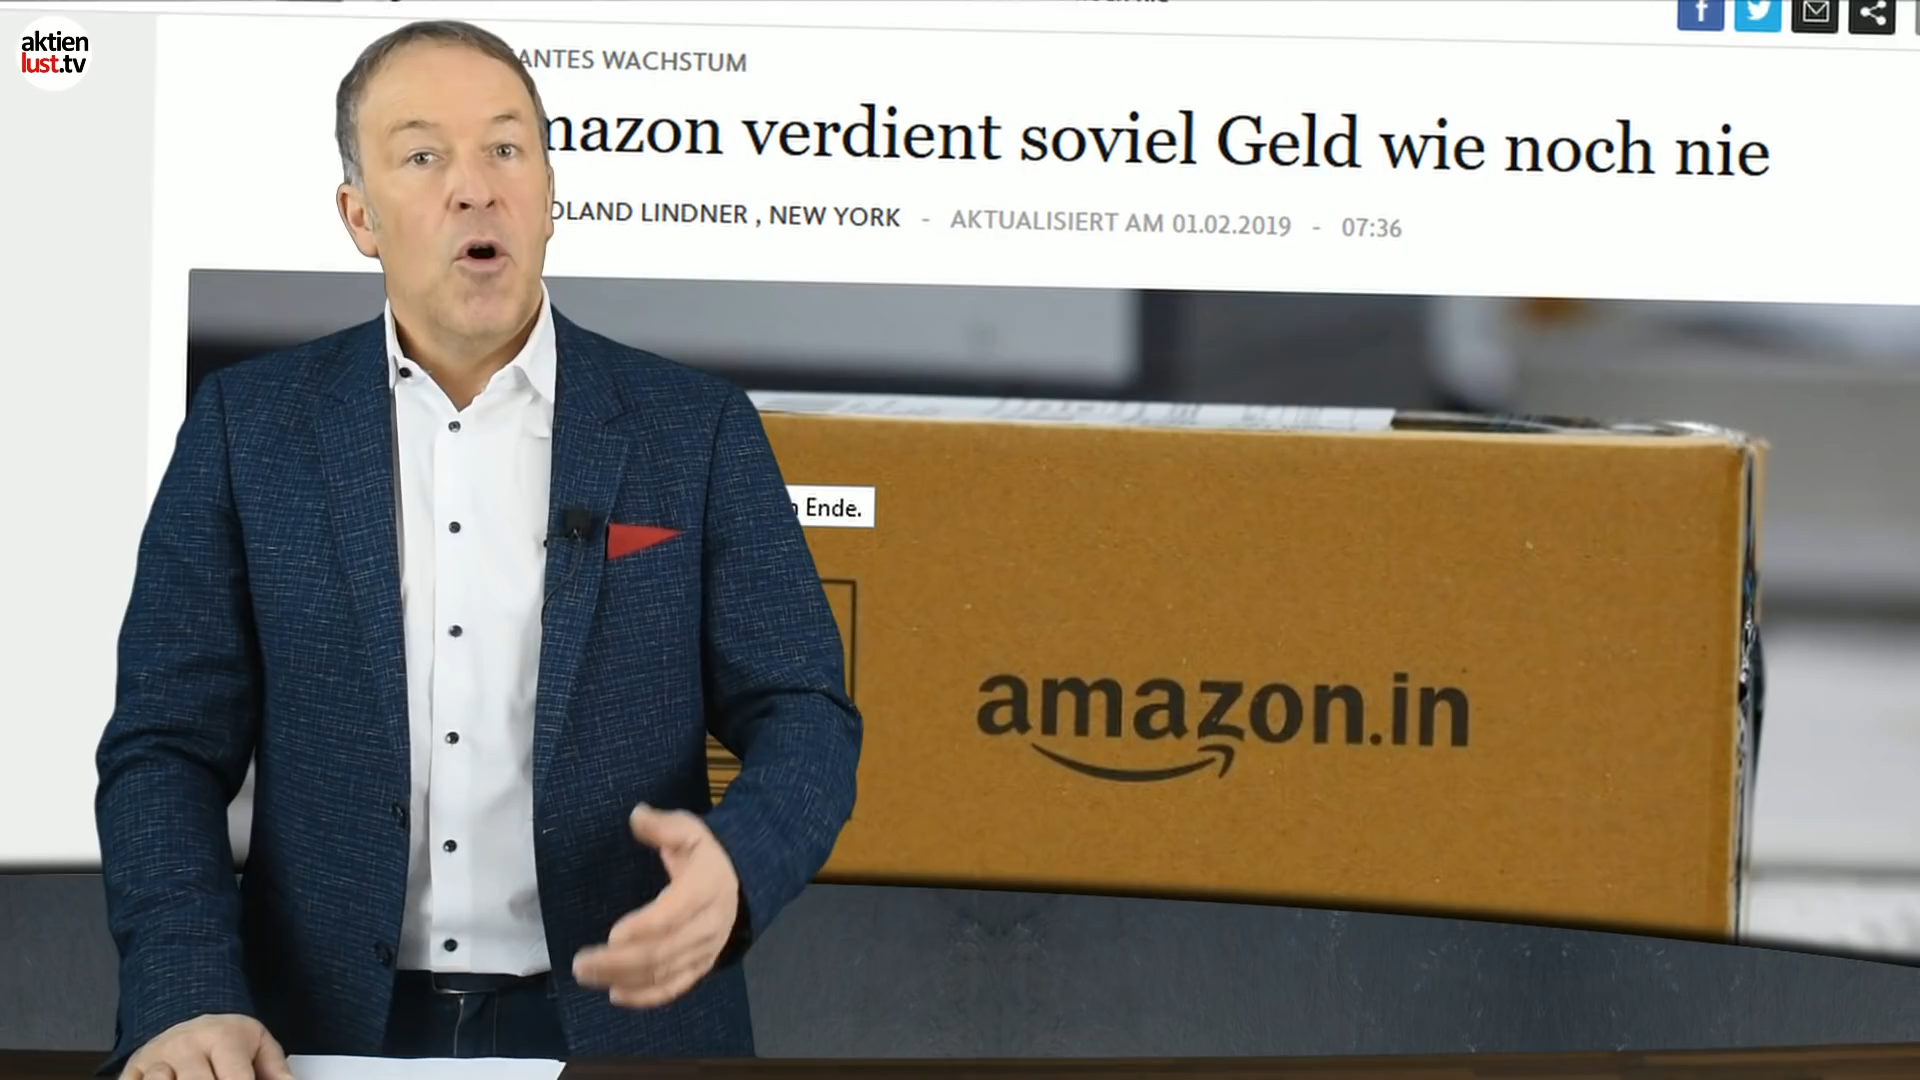 aktien
lust.tv
ANTES WACHSTUM
mazon verdient soviel Geld wie noch nie
OLAND LINDNER , NEW YORK - AKTUALISIERT AM 01.02.2019 - 07:36
Ende.
amazon.in